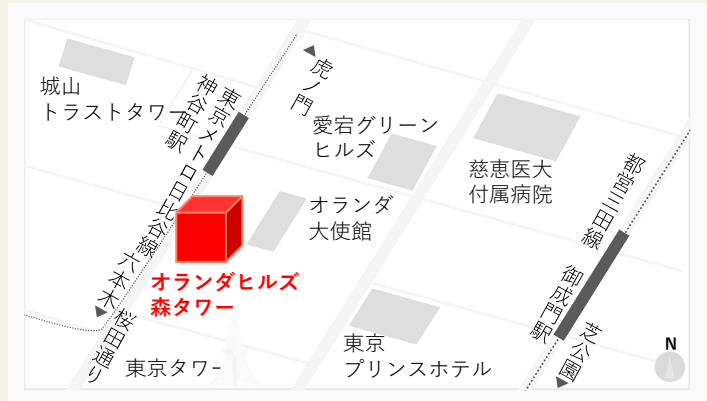 城山
トラストタワー
東京メトロ日比谷線
神谷町駅
虎ノ門
愛宕グリーン
ヒルズ
慈恵医大
付属病院
都営三田線 御成門駅
オランダ
大使館
オランダヒルズ
森タワー
六本木
桜田通り
東京タワー
東京
プリンスホテル
芝公園
N